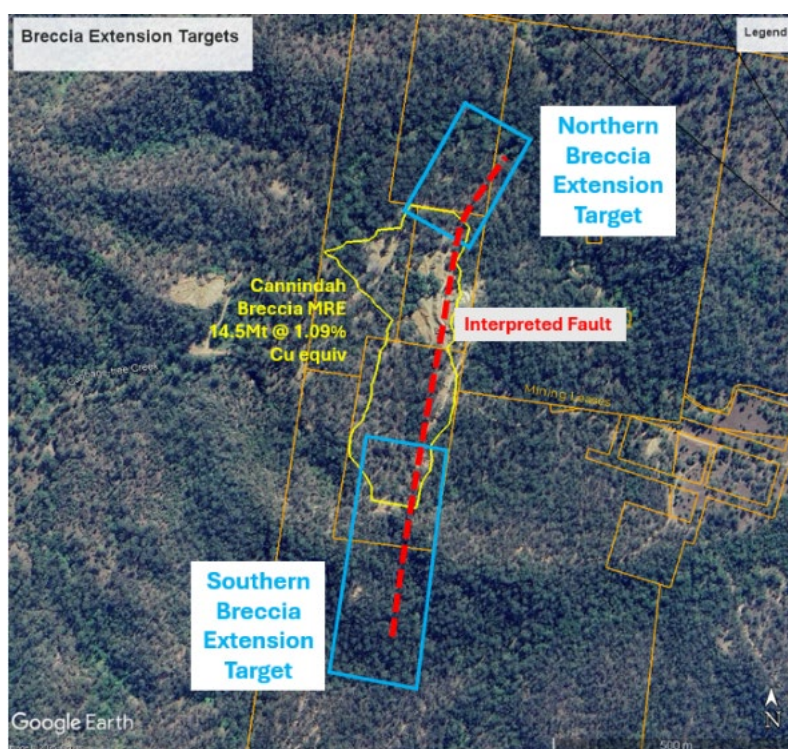 Breccia Extension Targets
Legend
Northern
Breccia
Extension
Target
Cannindah
Breccia MRE
14.5Mt @ 1.09%
Cu equiv
Interpreted Fault
Mining Leases
Creek
Southern
Breccia
Extension
Target
Google Earth
N
500 m